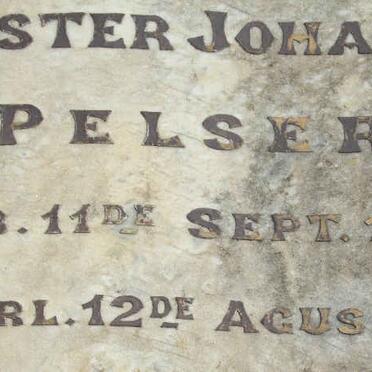 STER JOHA
PELSER
B. 11DE SEPT.
RL. 12DE AGUS